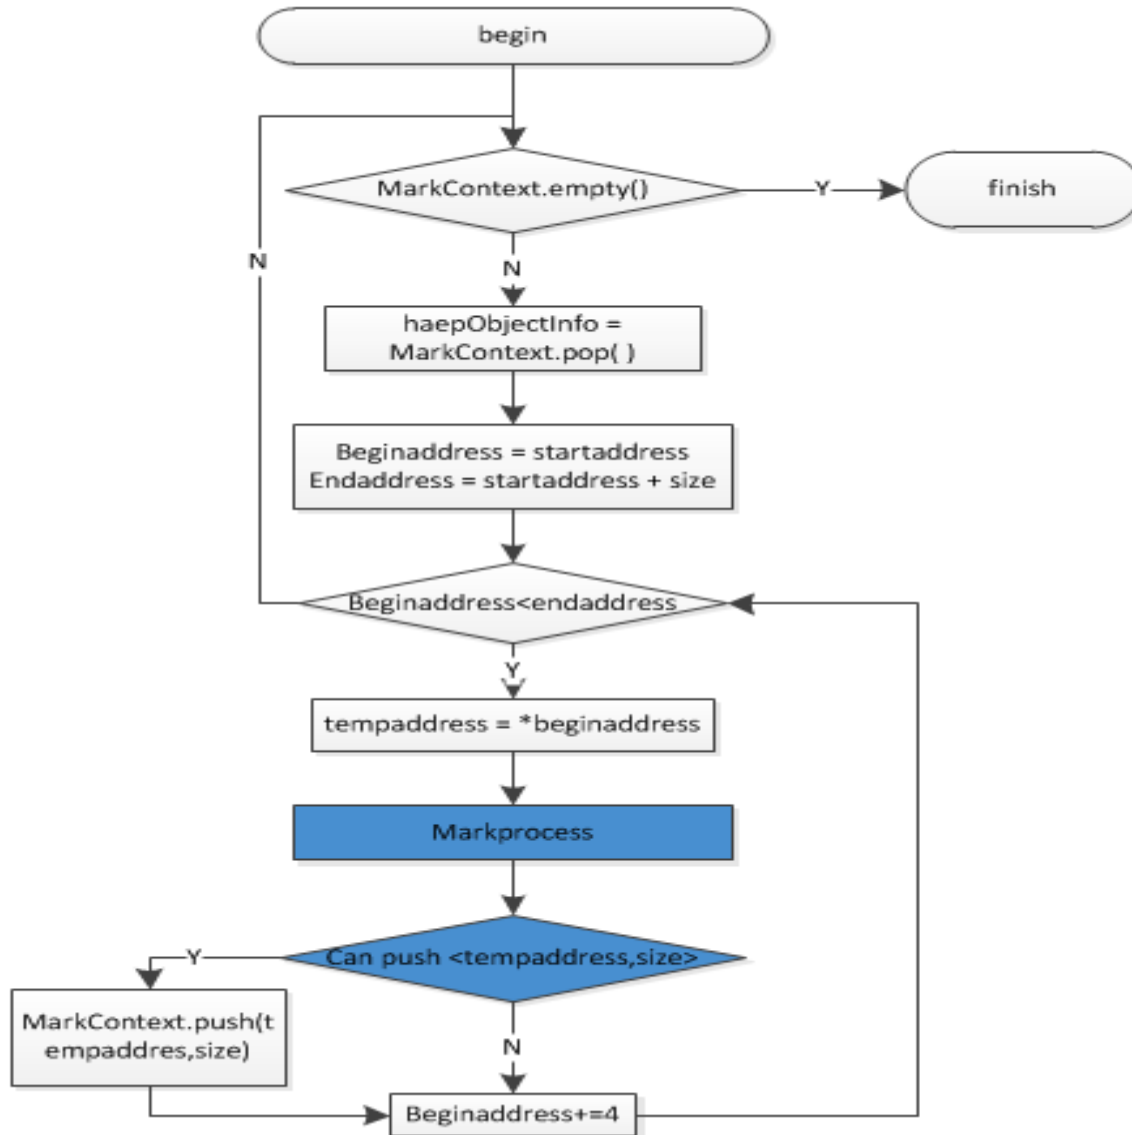 begin
MarkContext.empty()
Y
finish
N
N
haepObjectInfo =
MarkContext.pop( )
Beginaddress = startaddress
Endaddress = startaddress + size
Beginaddress<endaddress
Y
tempaddress = *beginaddress
Markprocess
Can push <tempaddress,size>
Y
MarkContext.push(t
empaddres,size)
N
Beginaddress+=4